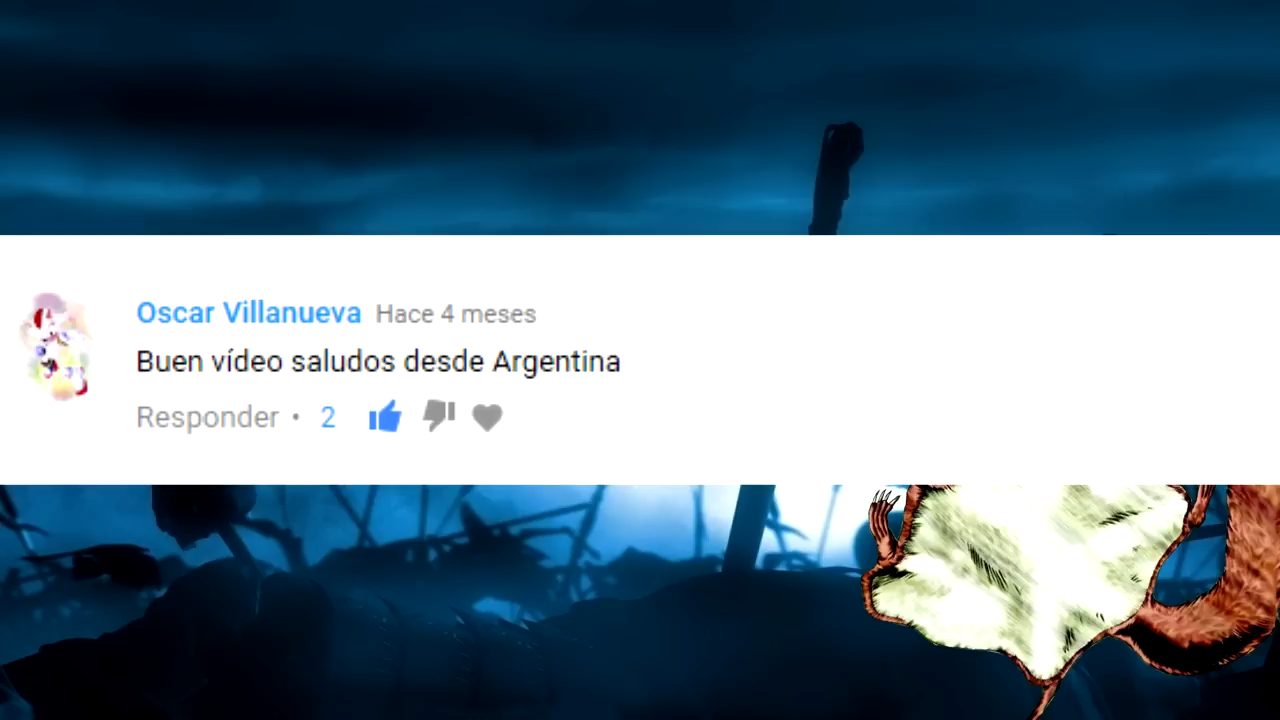 Oscar Villanueva Hace 4 meses
Buen vídeo saludos desde Argentina
Responder • 2